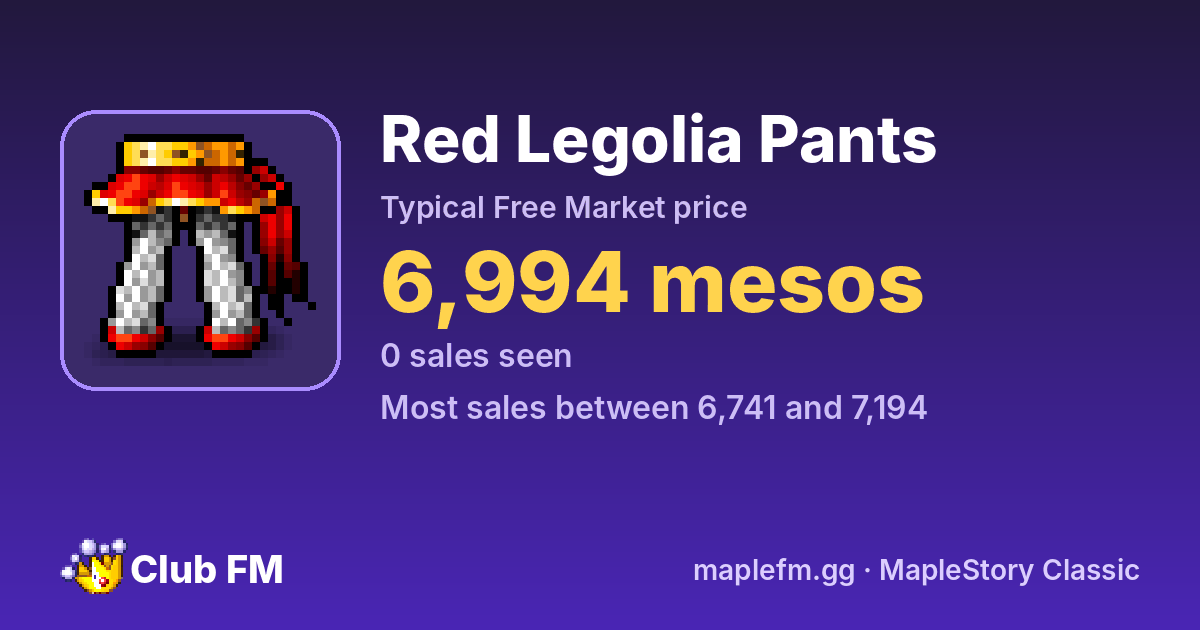 Red Legolia Pants
Typical Free Market price
6,994 mesos
0 sales seen
Most sales between 6,741 and 7,194
Club FM
maplefm.gg · MapleStory Classic